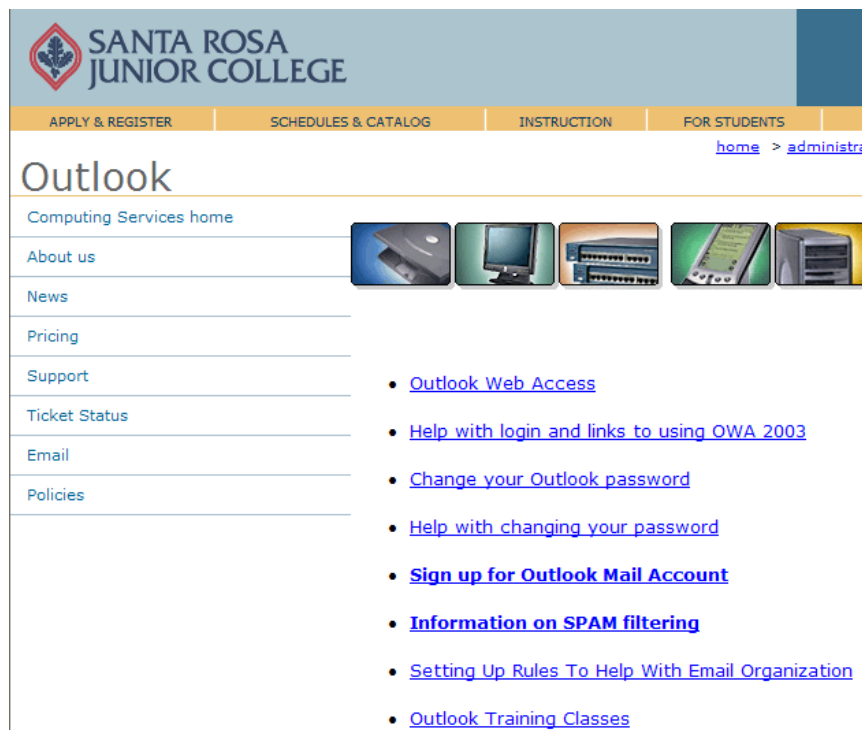 SANTA ROSA
JUNIOR COLLEGE
APPLY & REGISTER SCHEDULES & CATALOG INSTRUCTION FOR STUDENTS
home > administra
Outlook
Computing Services home
About us
News
Pricing
Support
Ticket Status
Email
Policies
Outlook Web Access
Help with login and links to using OWA 2003
Change your Outlook password
Help with changing your password
Sign up for Outlook Mail Account
Information on SPAM filtering
Setting Up Rules To Help With Email Organization
Outlook Training Classes